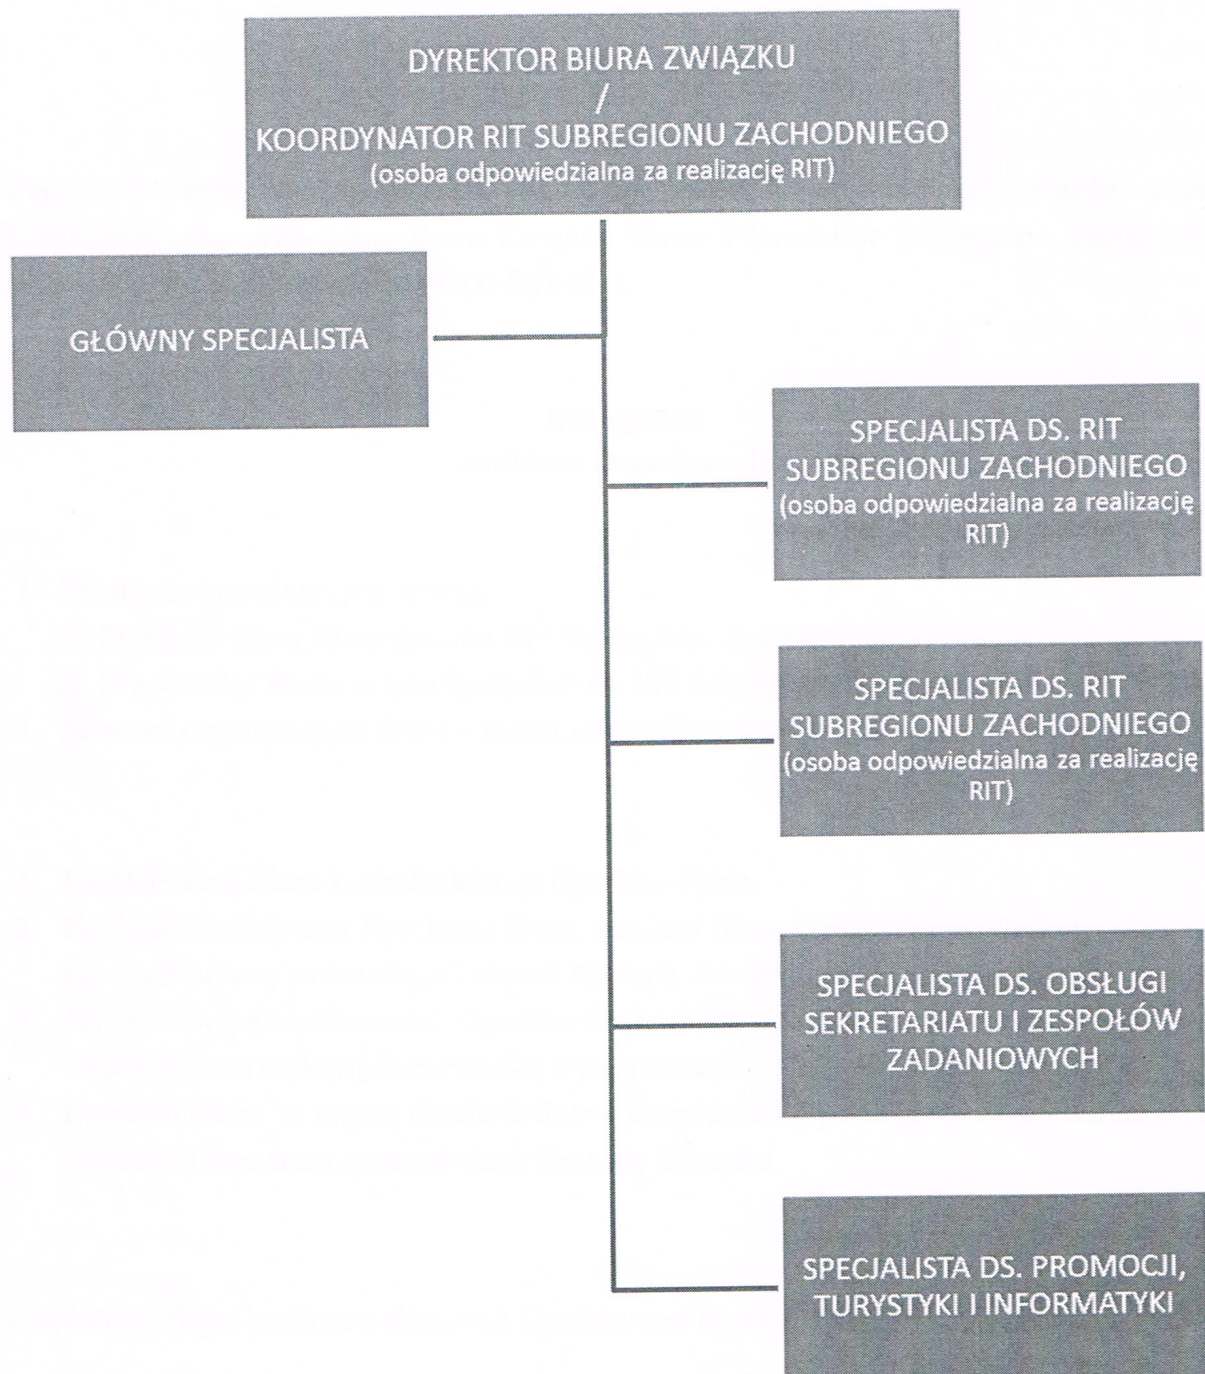 DYREKTOR BIURA ZWIĄZKU
/
KOORDYNATOR RIT SUBREGIONU ZACHODNIEGO
(osoba odpowiedzialna za realizację RIT)
GŁÓWNY SPECJALISTA
SPECJALISTA DS. RIT
SUBREGIONU ZACHODNIEGO
(osoba odpowiedzialna za realizację
RIT)
SPECJALISTA DS. RIT
SUBREGIONU ZACHODNIEGO
(osoba odpowiedzialna za realizację
RIT)
SPECJALISTA DS. OBSŁUGI
SEKRETARIATU I ZESPOŁÓW
ZADANIOWYCH
SPECJALISTA DS. PROMOCJI,
TURYSTYKI I INFORMATYKI